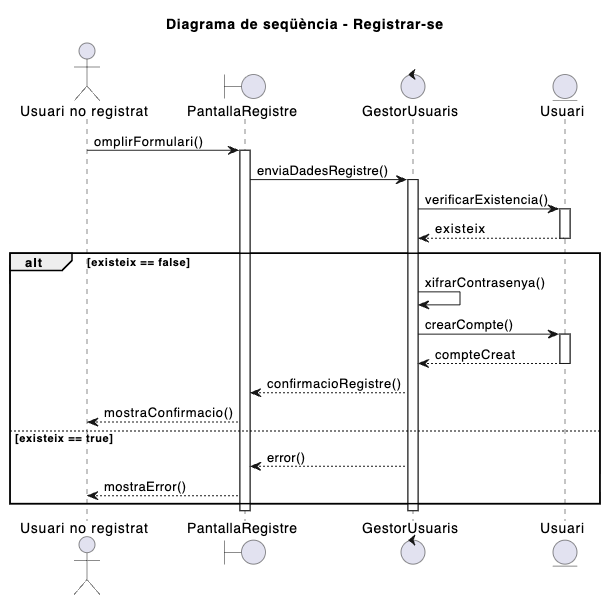 Diagrama de seqüència - Registrar-se
Usuari no registrat
PantallaRegistre
GestorUsuaris
Usuari
omplirFormulari()
enviaDadesRegistre()
verificarExistencia()
existeix
alt
[existeix == false]
xifrarContrasenya()
crearCompte()
compteCreat
confirmacioRegistre()
mostraConfirmacio()
[existeix == true]
error()
mostraError()
Usuari no registrat
PantallaRegistre
GestorUsuaris
Usuari